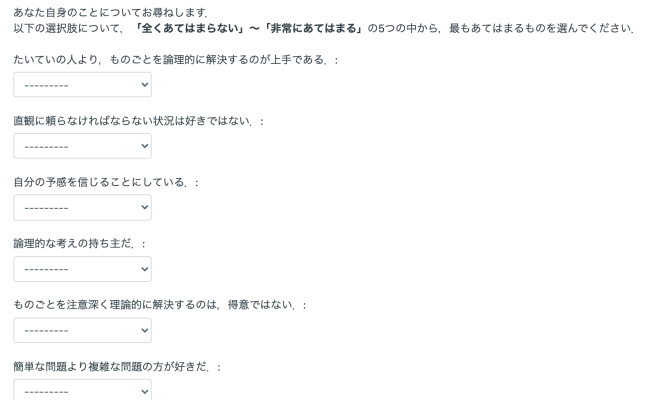 あなた自身のことについてお尋ねします.
以下の選択肢について, 「全くあてはまらない」〜「非常にあてはまる」の5つの中から, 最もあてはまるものを選んでください.
たいていの人より, ものごとを論理的に解決するのが上手である. :
---------
直観に頼らなければならない状況は好きではない. :
---------
自分の予感を信じることにしている. :
---------
論理的な考えの持ち主だ. :
---------
ものごとを注意深く理論的に解決するのは, 得意ではない. :
---------
簡単な問題より複雑な問題の方が好きだ. :
---------